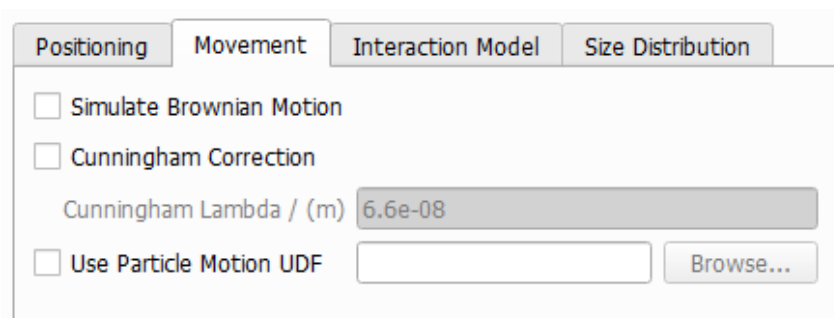 Positioning Movement Interaction Model Size Distribution
Simulate Brownian Motion
Cunningham Correction
Cunningham Lambda / (m) 6.6e-08
Use Particle Motion UDF Browse...